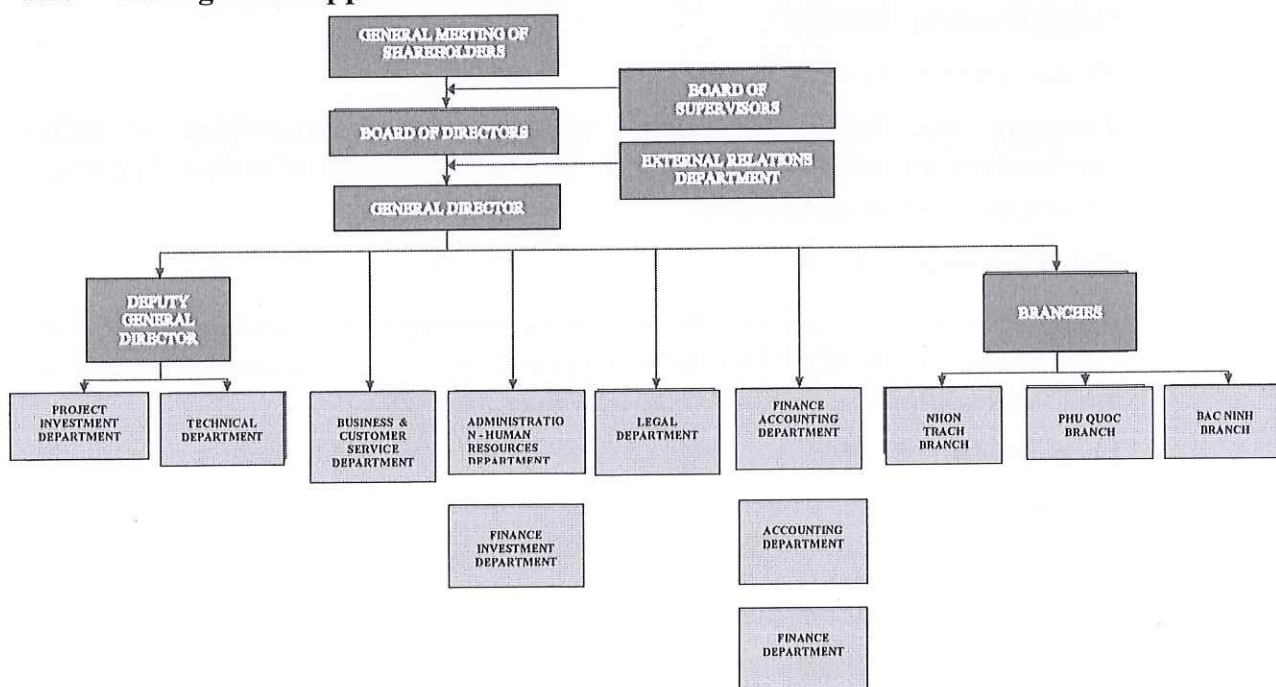 GENERAL MEETING OF
SHAREHOLDERS
BOARD OF
SUPERVISORS
BOARD OF DIRECTORS
EXTERNAL RELATIONS
DEPARTMENT
GENERAL DIRECTOR
DEPUTY
GENERAL
DIRECTOR
BRANCHES
PROJECT
INVESTMENT
DEPARTMENT
TECHNICAL
DEPARTMENT
BUSINESS &
CUSTOMER
SERVICE
DEPARTMENT
ADMINISTRATIO
N - HUMAN
RESOURCES
DEPARTMENT
LEGAL
DEPARTMENT
FINANCE
ACCOUNTING
DEPARTMENT
NHON
TRACH
BRANCH
PHU QUOC
BRANCH
BAC NINH
BRANCH
FINANCE
INVESTMENT
DEPARTMENT
ACCOUNTING
DEPARTMENT
FINANCE
DEPARTMENT